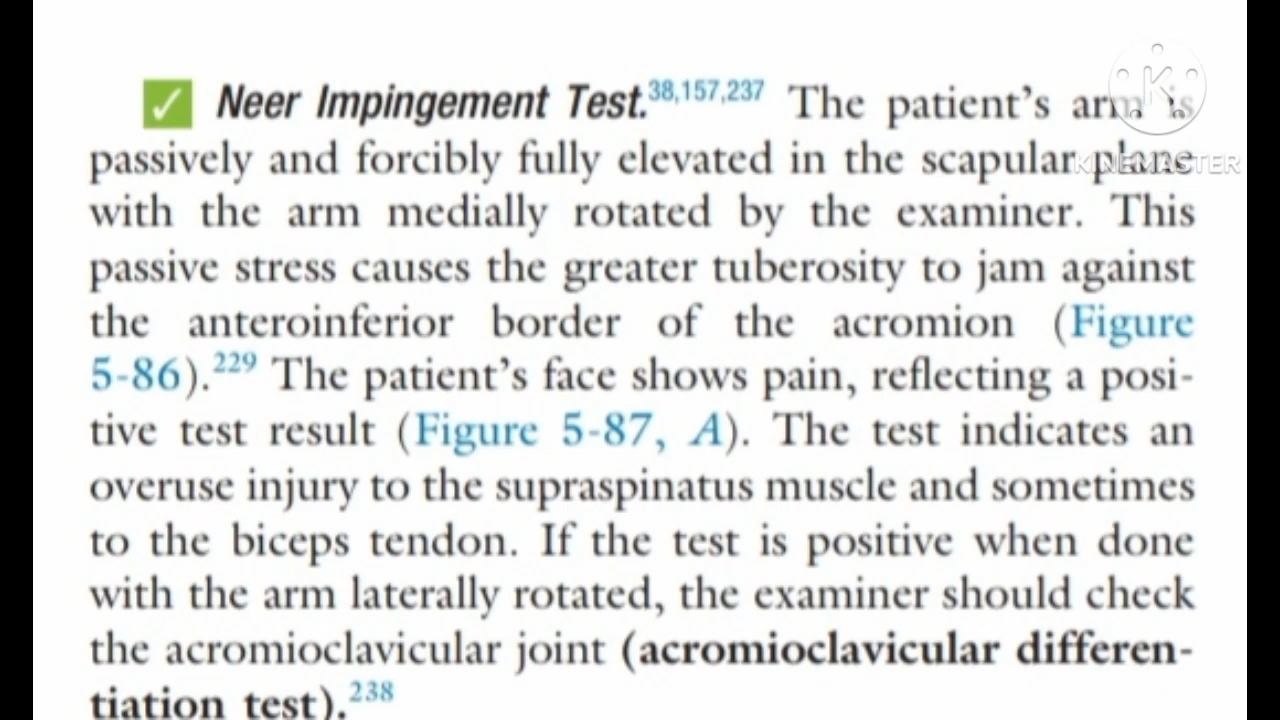 ✓ Neer Impingement Test.38,157,237 The patient's arm is
passively and forcibly fully elevated in the scapular plane
with the arm medially rotated by the examiner. This
passive stress causes the greater tuberosity to jam against
the anteroinferior border of the acromion (Figure
5-86).229 The patient's face shows pain, reflecting a posi-
tive test result (Figure 5-87, A). The test indicates an
overuse injury to the supraspinatus muscle and sometimes
to the biceps tendon. If the test is positive when done
with the arm laterally rotated, the examiner should check
the acromioclavicular joint (acromioclavicular differen-
tiation test).238
K
KINEMASTER